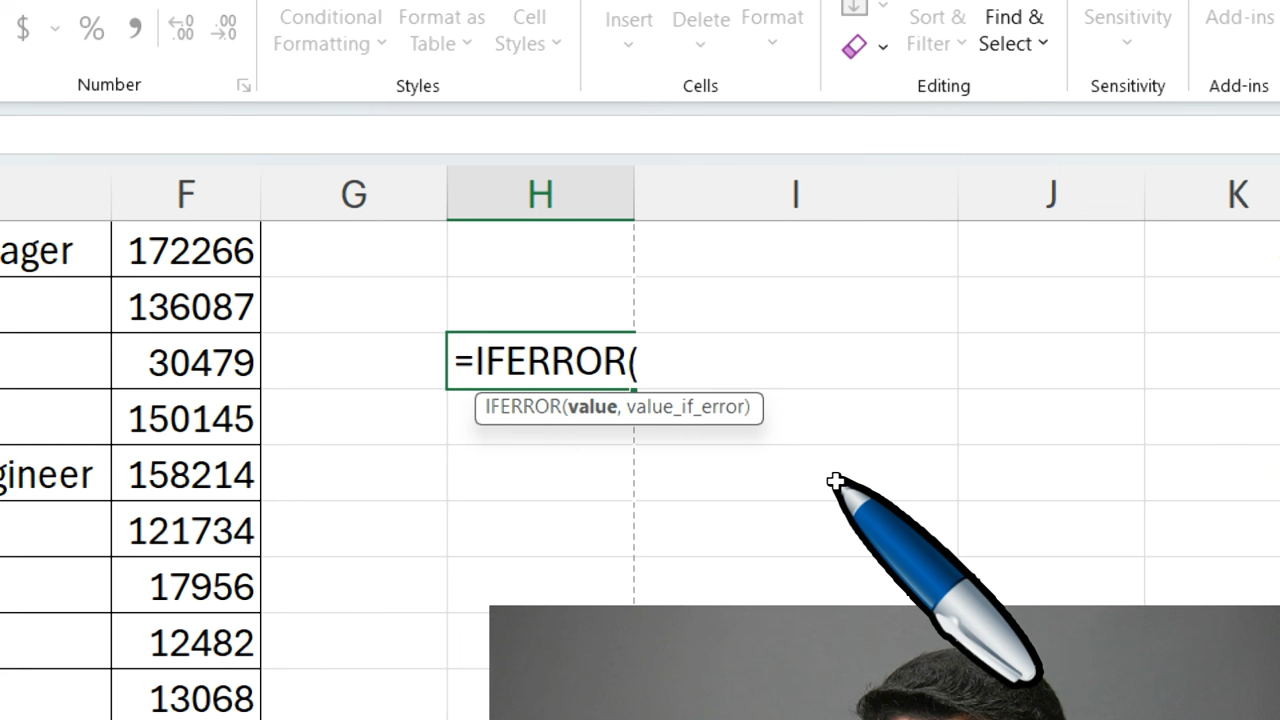 Conditional Formatting
Format as Table
Cell Styles
Insert
Delete
Format
Sort & Filter
Find & Select
Sensitivity
Add-ins
$ % , .00 .00
Number
Styles
Cells
Editing
Sensitivity
Add-ins
F G H I J K
ager 172266
136087
30479
=IFERROR(
IFERROR(value, value_if_error)
150145
gineer 158214
121734
17956
12482
13068